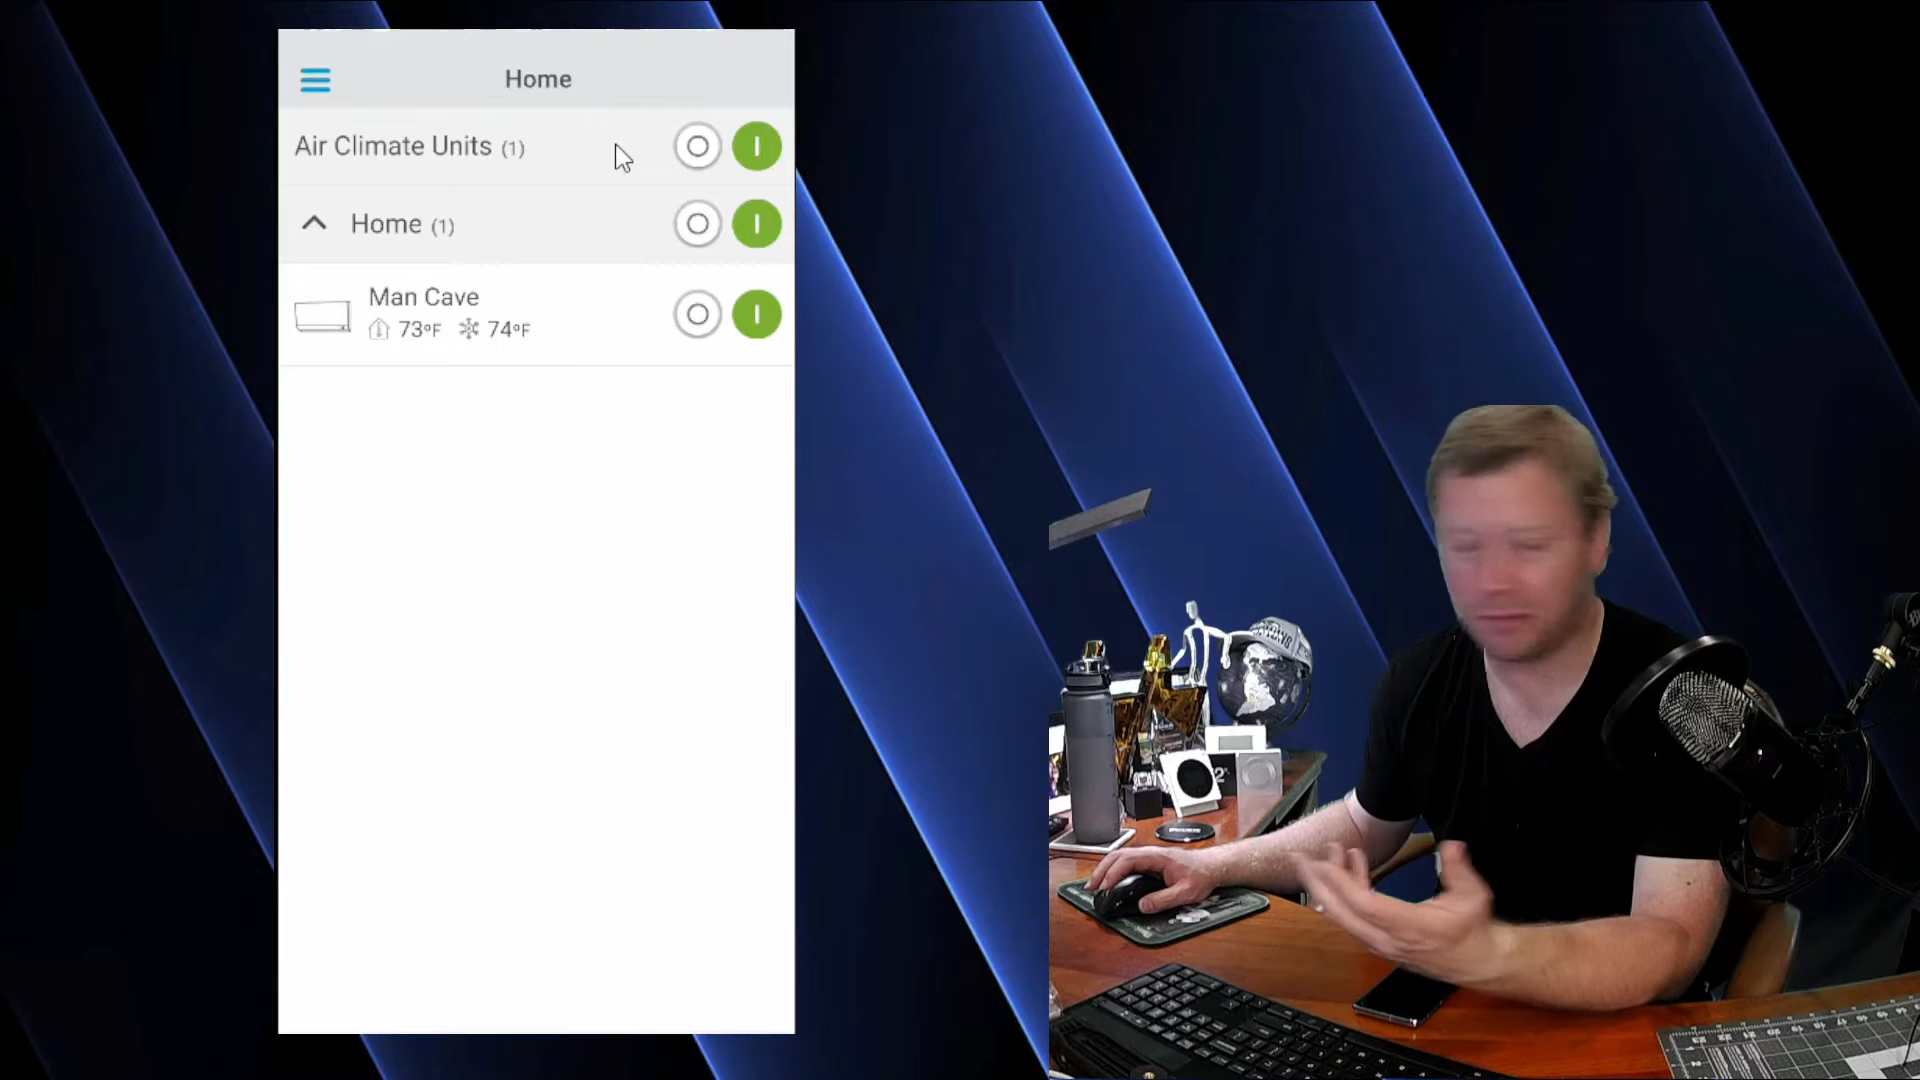 Home
Air Climate Units (1)
Home (1)
Man Cave
73°F 74°F